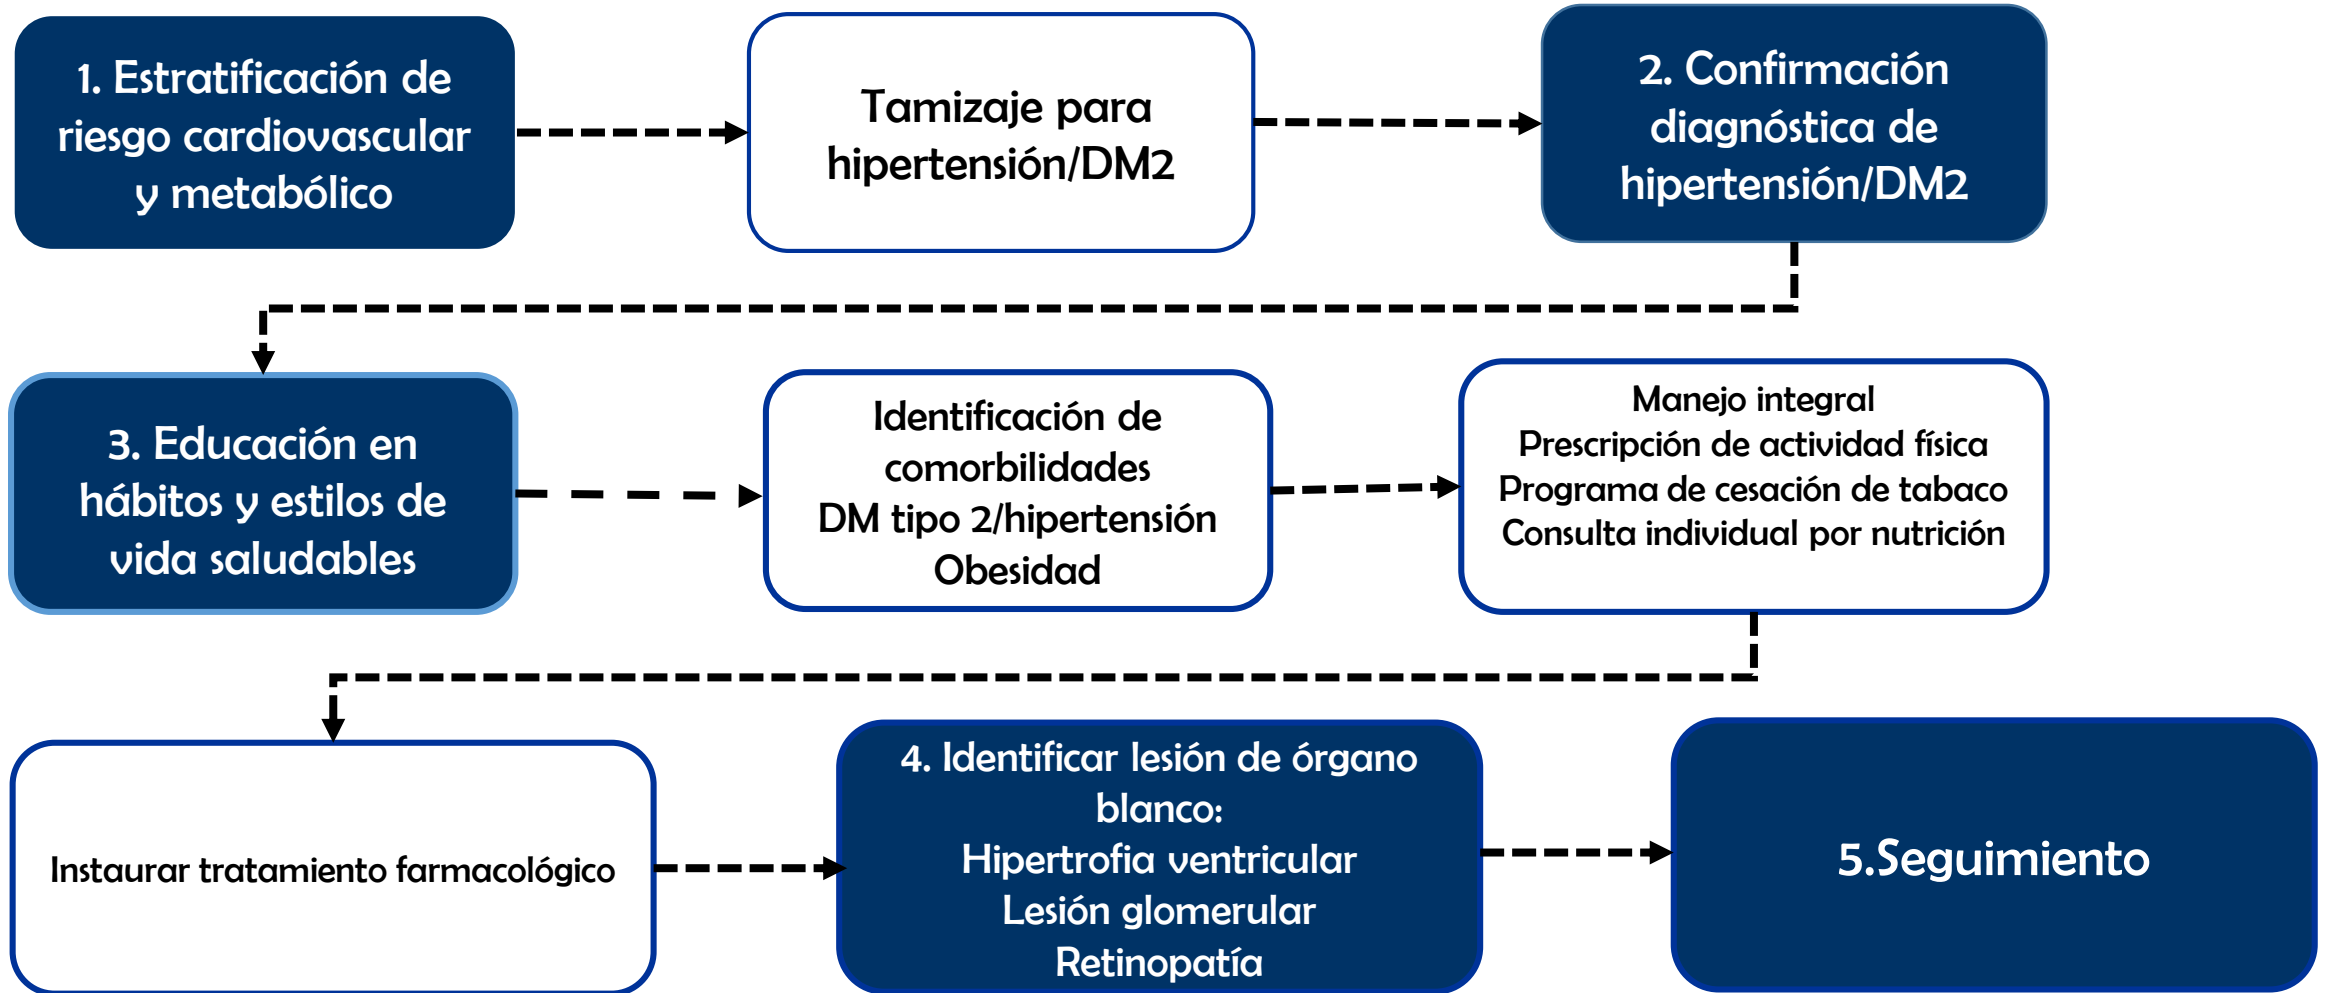 1. Estratificación de
riesgo cardiovascular
y metabólico
Tamizaje para
hipertensión/DM2
2. Confirmación
diagnóstica de
hipertensión/DM2
3. Educación en
hábitos y estilos de
vida saludables
Identificación de
comorbilidades
DM tipo 2/hipertensión
Obesidad
Manejo integral
Prescripción de actividad física
Programa de cesación de tabaco
Consulta individual por nutrición
Instaurar tratamiento farmacológico
4. Identificar lesión de órgano
blanco:
Hipertrofia ventricular
Lesión glomerular
Retinopatía
5.Seguimiento